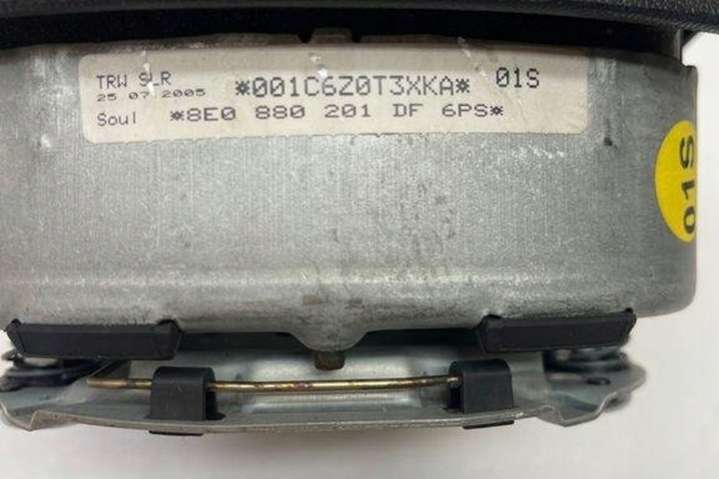 TRW SLR *001C6Z0T3XKA* 01S
25 07 2005
Soul *8E0 880 201 DF 6PS*
01S